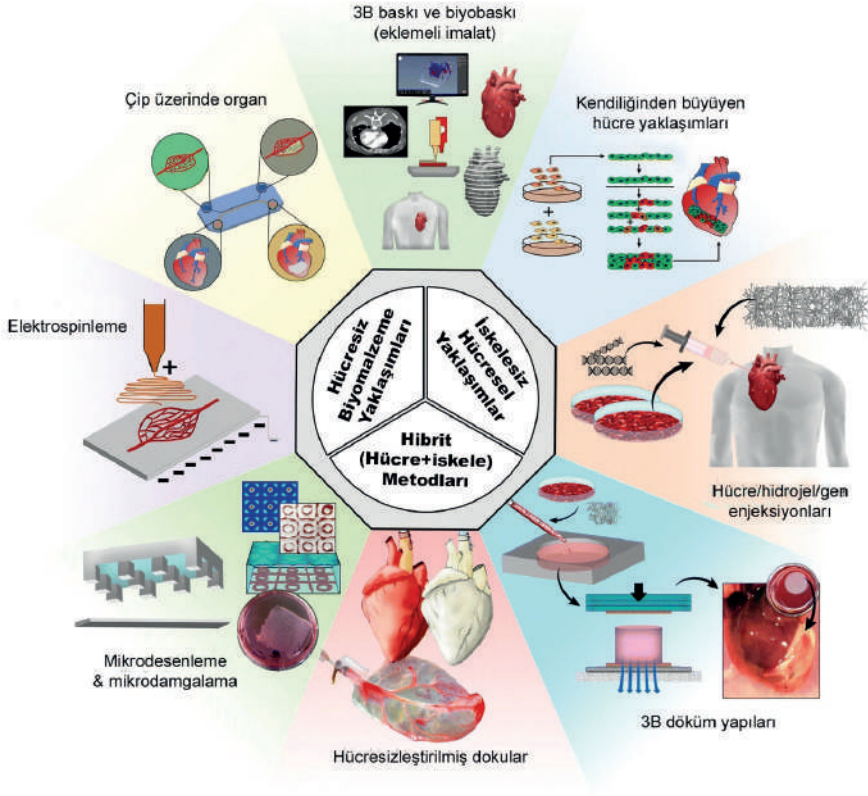 3B baskı ve biyobaskı
(eklemeli imalat)
Çip üzerinde organ
Kendiliğinden büyüyen
hücre yaklaşımları
Elektrospinleme
+
+
+
Hücresiz
Biyomalzeme
Yaklaşımları
İskelesiz
Hücresel
Yaklaşımlar
Hibrit
(Hücre+iskele)
Metodları
Hücre/hidrojel/gen
enjeksiyonları
Mikrodesenleme
& mikrodamgalama
3B döküm yapıları
Hücresizleştirilmiş dokular